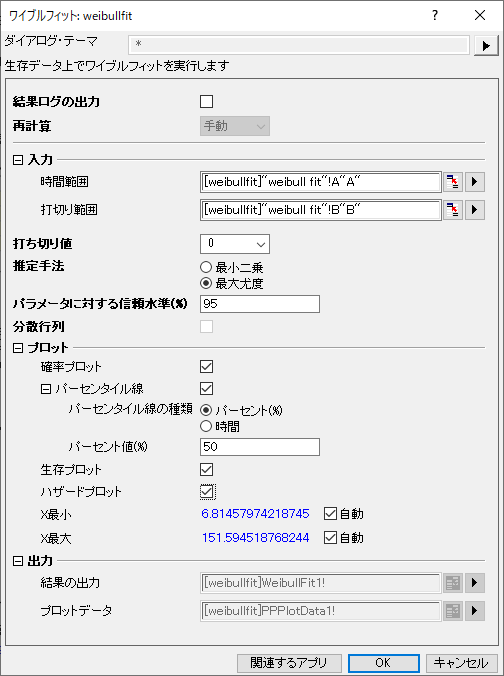 ワイブルフィット: weibullfit
? ×
ダイアログ・テーマ *
生存データ上でワイブルフィットを実行します
結果ログの出力
再計算 手動
入力
時間範囲 [weibullfit]"weibull fit"!A"A"
打切り範囲 [weibullfit]"weibull fit"!B"B"
打ち切り値 0
推定手法 最小二乗
最大尤度
パラメータに対する信頼水準(%) 95
分散行列
プロット
確率プロット
パーセンタイル線
パーセンタイル線の種類 パーセント(%)
時間
パーセント値(%) 50
生存プロット
ハザードプロット
X最小 6.81457974218745 自動
X最大 151.594518768244 自動
出力
結果の出力 [weibullfit]WeibullFit1!
プロットデータ [weibullfit]PPPlotData1!
関連するアプリ OK キャンセル